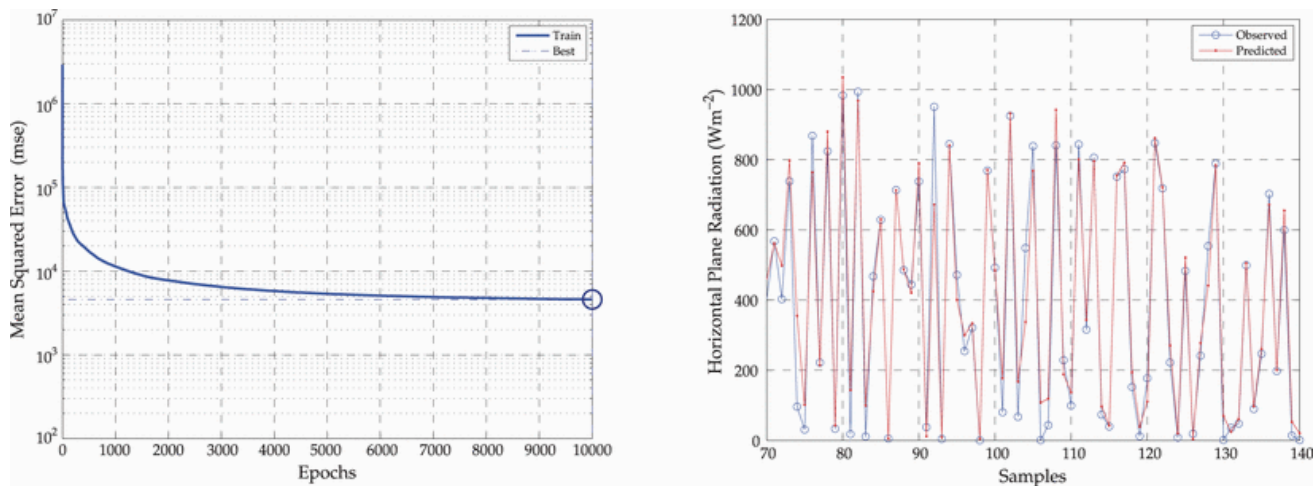 10^7
10^6
10^5
10^4
10^3
10^2
Mean Squared Error (mse)
Train
Best
0 1000 2000 3000 4000 5000 6000 7000 8000 9000 10000
Epochs
1200
1000
800
600
400
200
0
Horizontal Plane Radiation (Wm⁻²)
Observed
Predicted
70 80 90 100 110 120 130 140
Samples